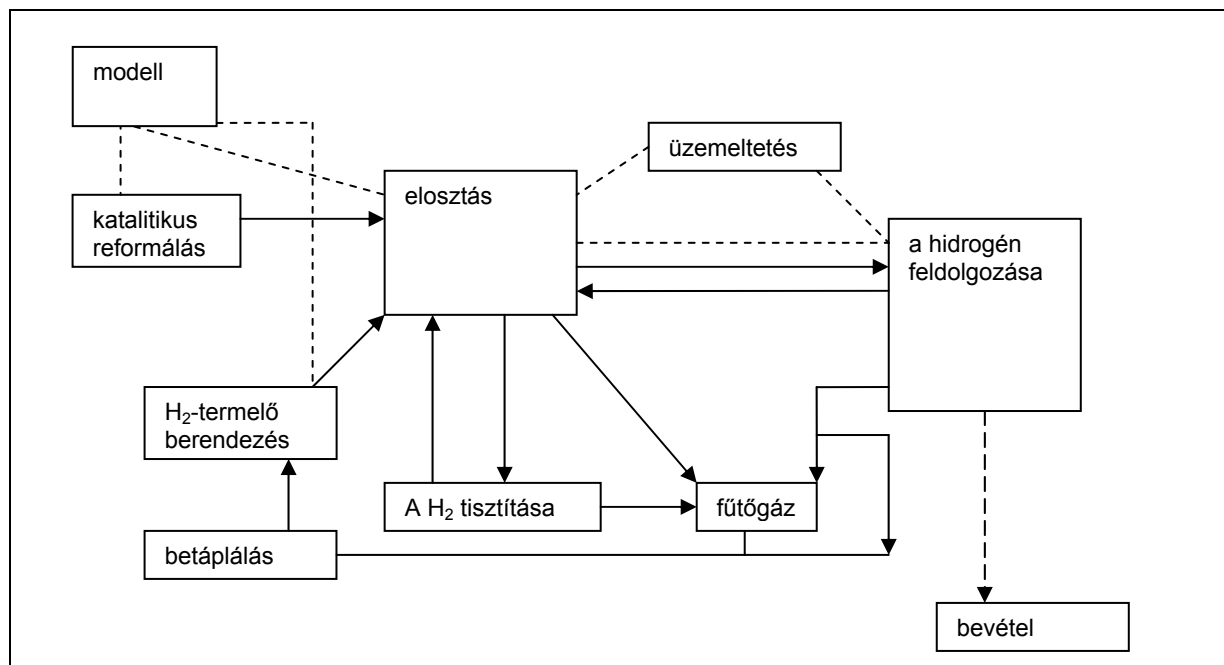 modell
üzemeltetés
elosztás
katalitikus
reformálás
a hidrogén
feldolgozása
H₂-termelő
berendezés
A H₂ tisztítása
fűtőgáz
betáplálás
bevétel